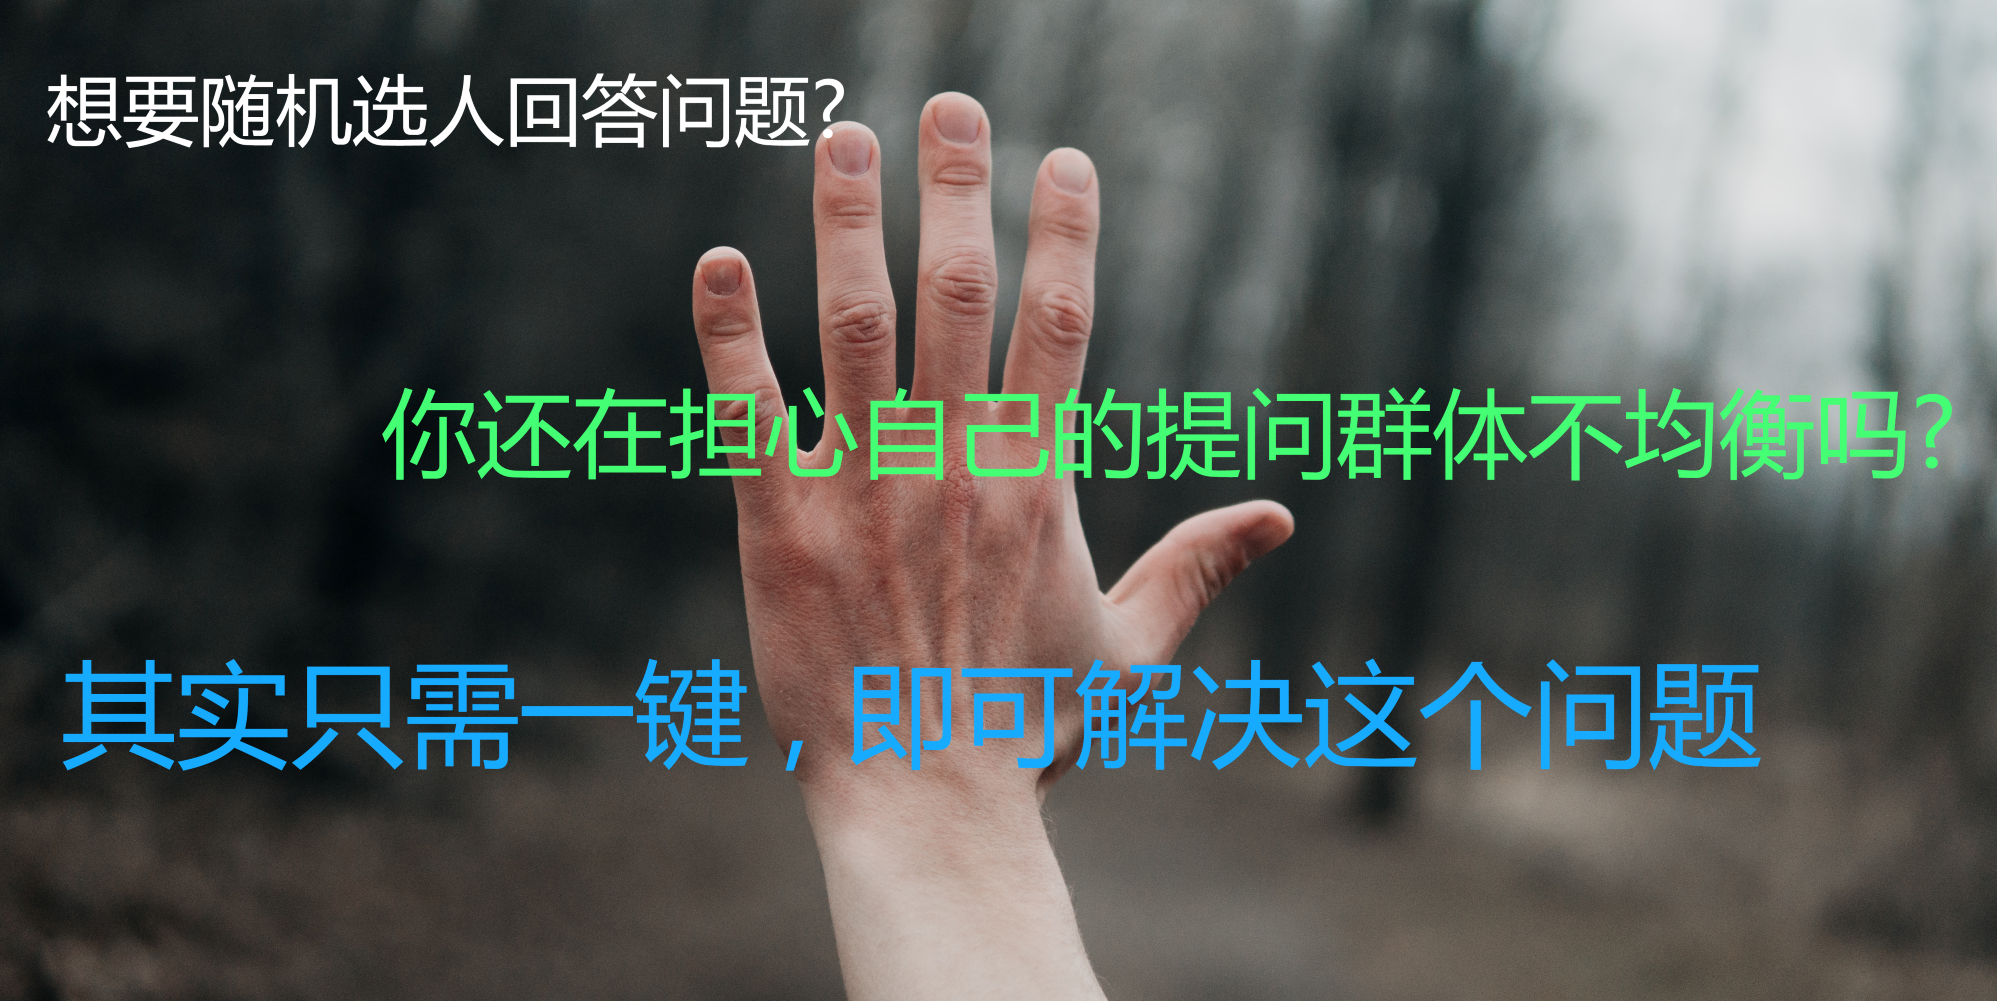 想要随机选人回答问题?
你还在担心自己的提问群体不均衡吗?
其实只需一键，即可解决这个问题